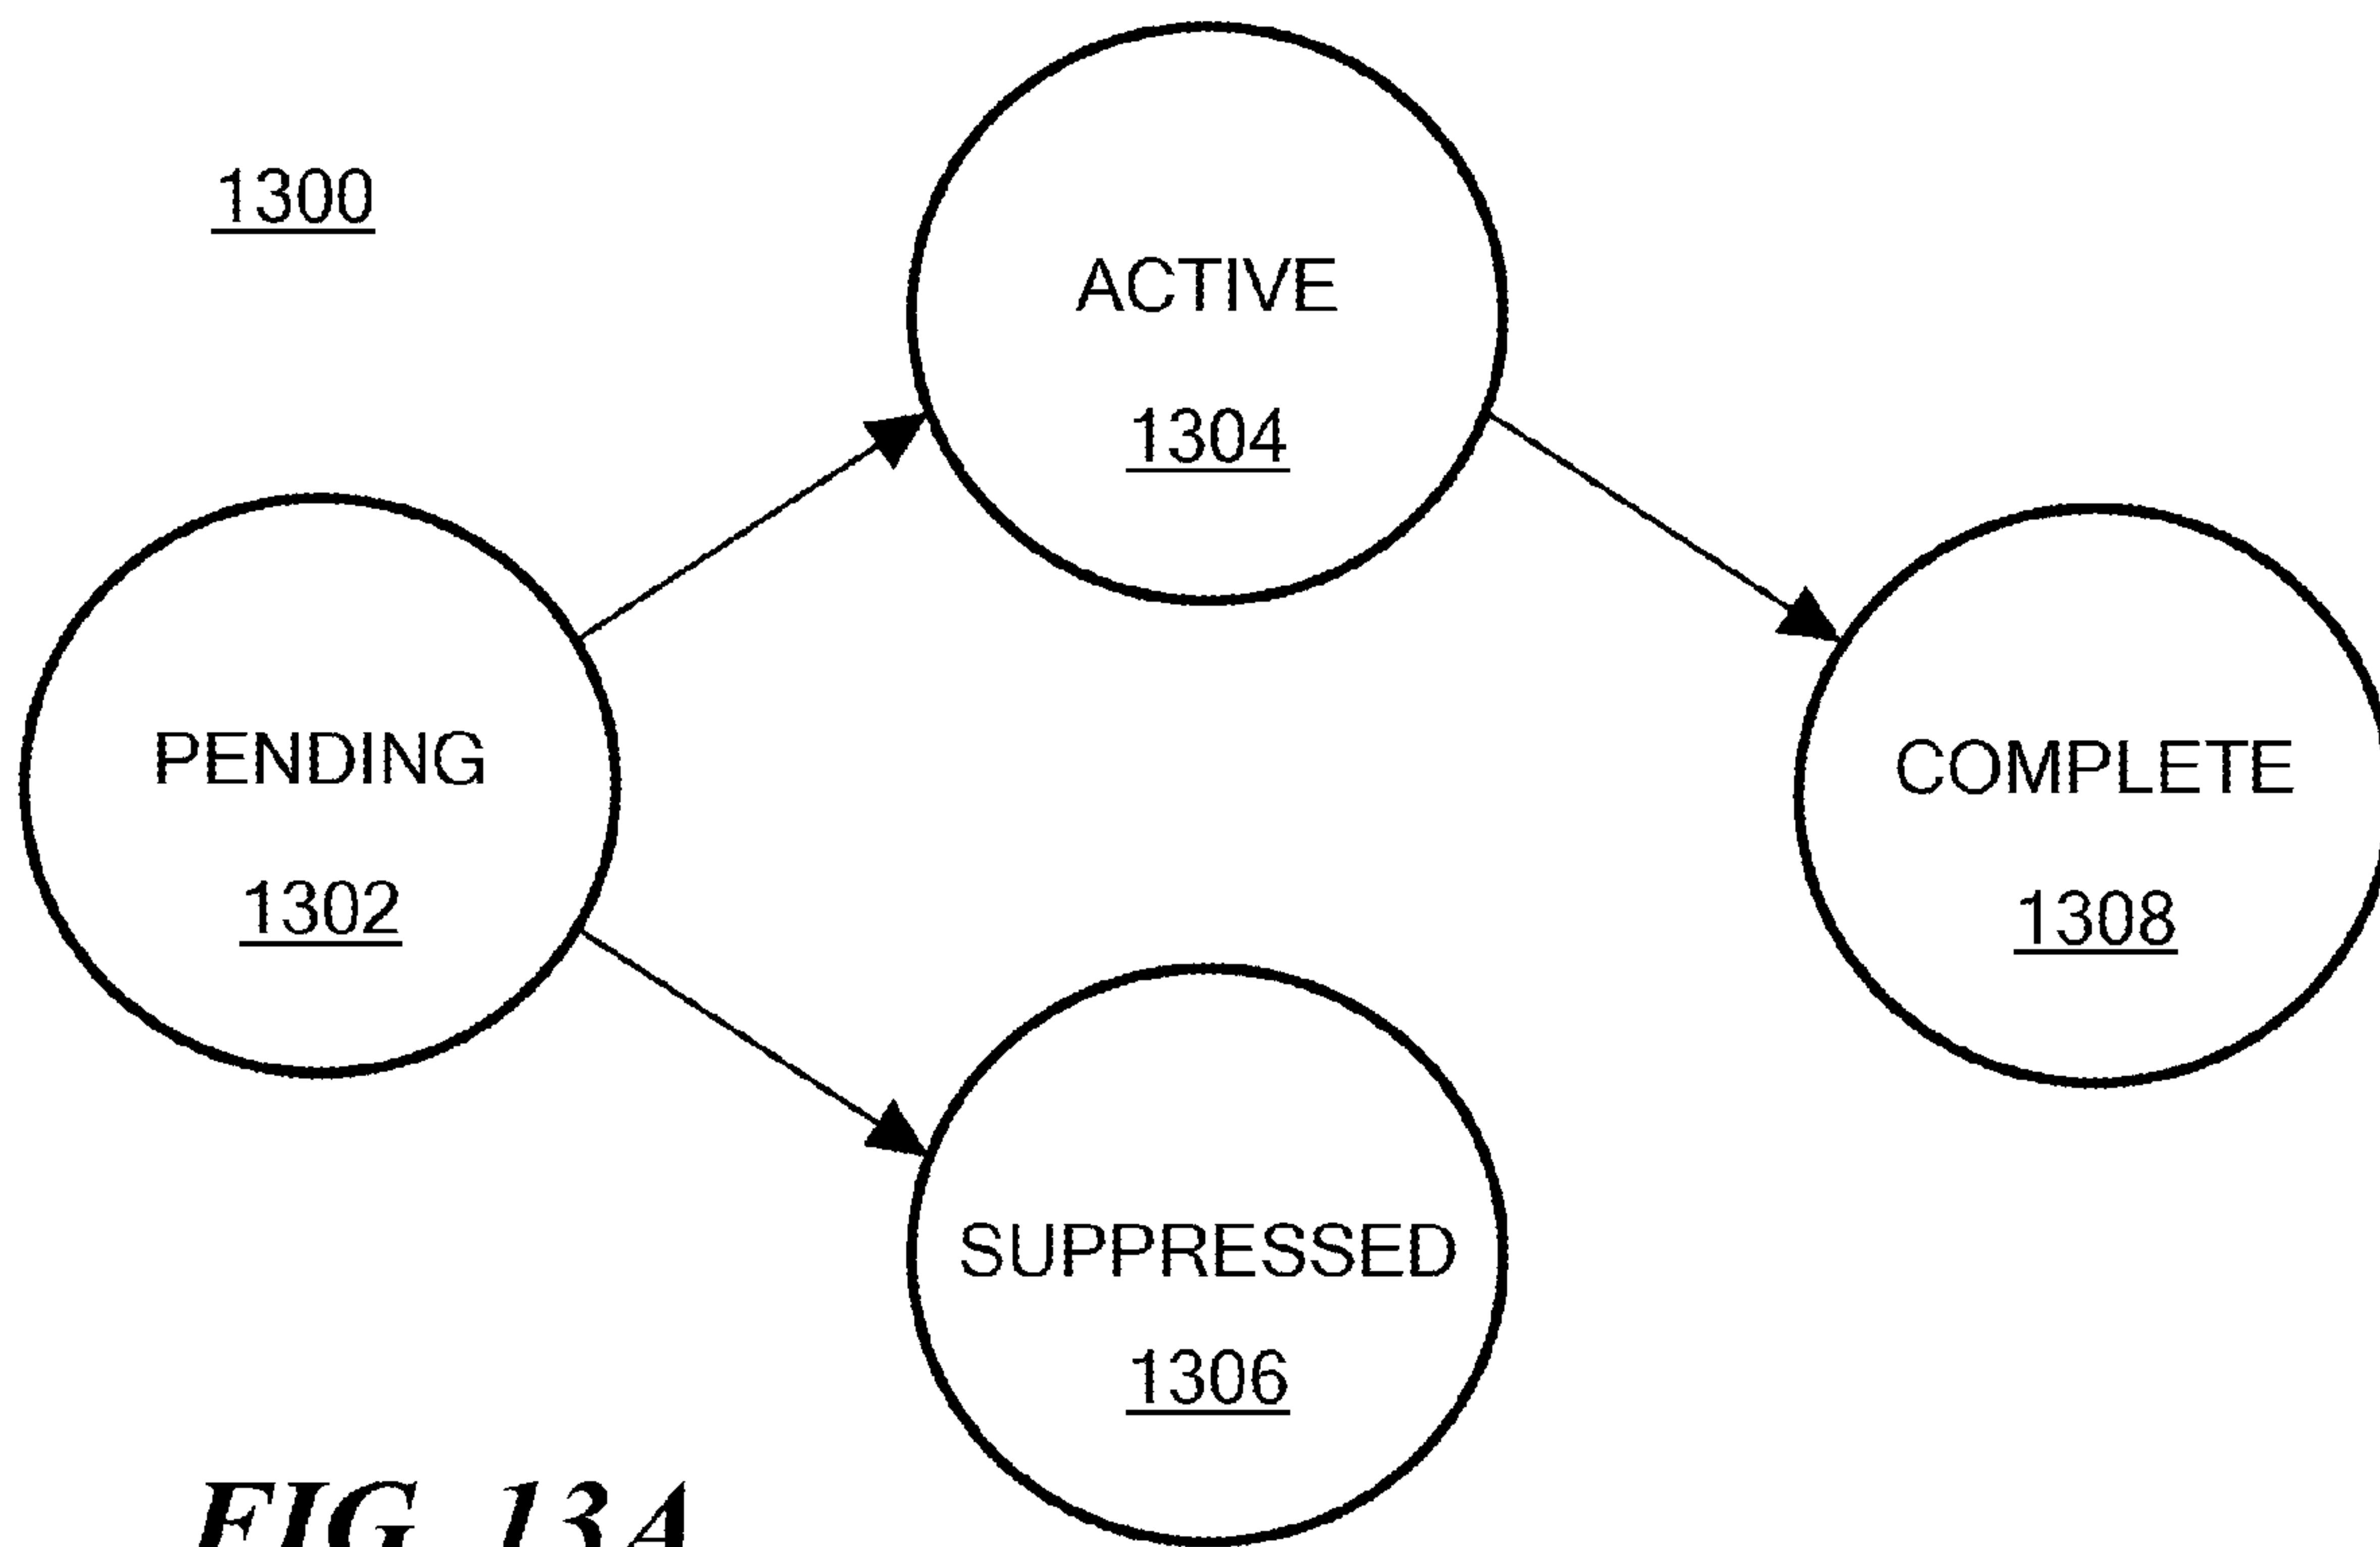 1300
ACTIVE
1304
PENDING
1302
COMPLETE
1308
SUPPRESSED
1306
FIG. 13A